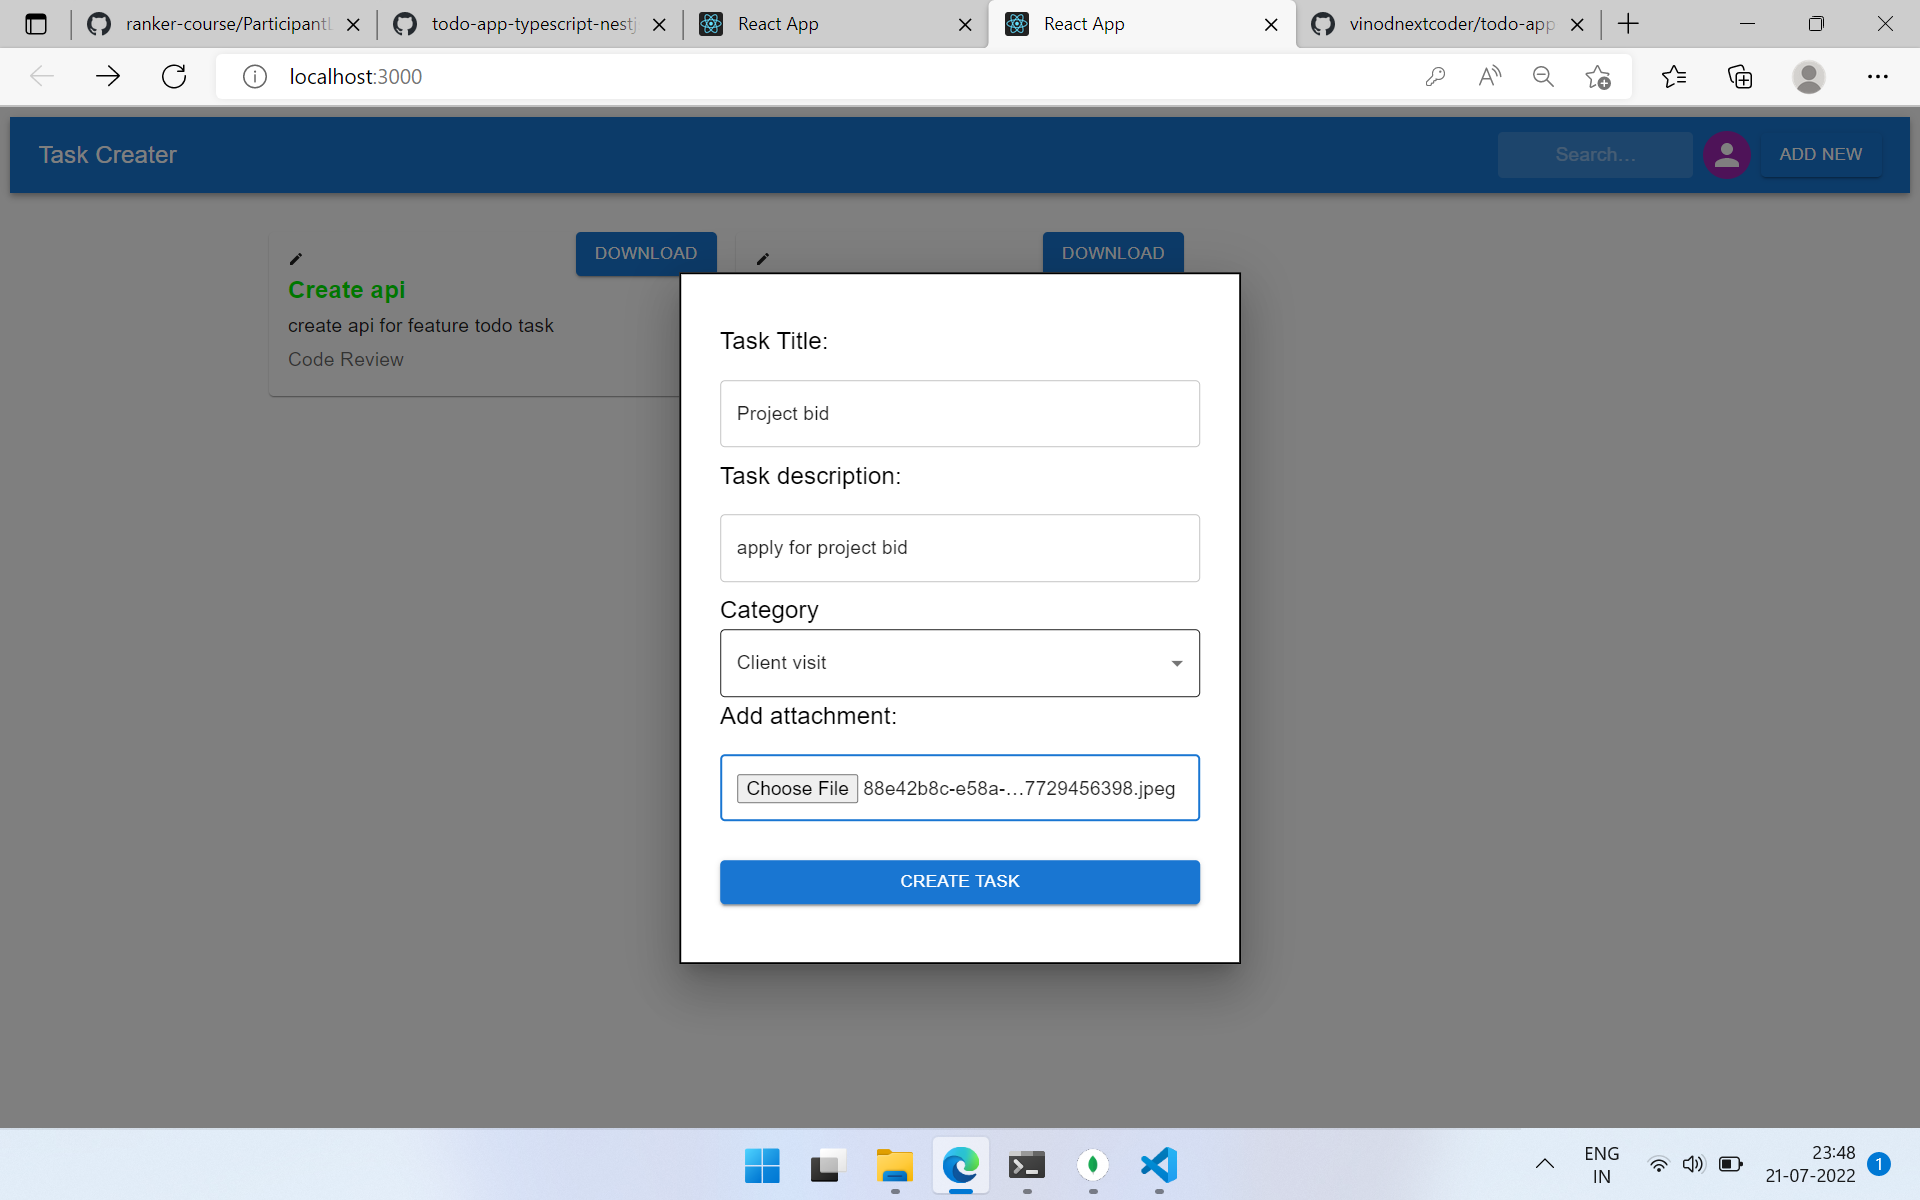 ranker-course/ParticipantL
todo-app-typescript-nestj
React App
React App
vinodnextcoder/todo-app
localhost:3000
Task Creater
Search…
ADD NEW
DOWNLOAD
DOWNLOAD
Create api
create api for feature todo task
Code Review
Task Title:
Project bid
Task description:
apply for project bid
Category
Client visit
Add attachment:
Choose File 88e42b8c-e58a-…7729456398.jpeg
CREATE TASK
ENG
IN
23:48
21-07-2022
1